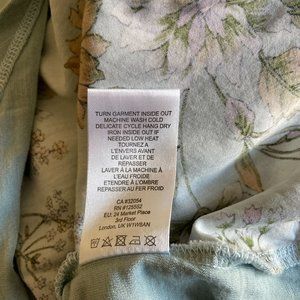 TURN GARMENT INSIDE OUT
MACHINE WASH COLD
DELICATE CYCLE HANG DRY
IRON INSIDE OUT IF
NEEDED LOW HEAT
TOURNEZ A
L'ENVERS AVANT
DE LAVER ET DE
REPASSER
LAVER À LA MACHINE À
L'EAU FROIDE
ETENDRE À L'OMBRE
REPASSER AU FER FROID
CA #32054
RN #125552
EU: 24 Market Place
3rd Floor
London, UK W1W8AN